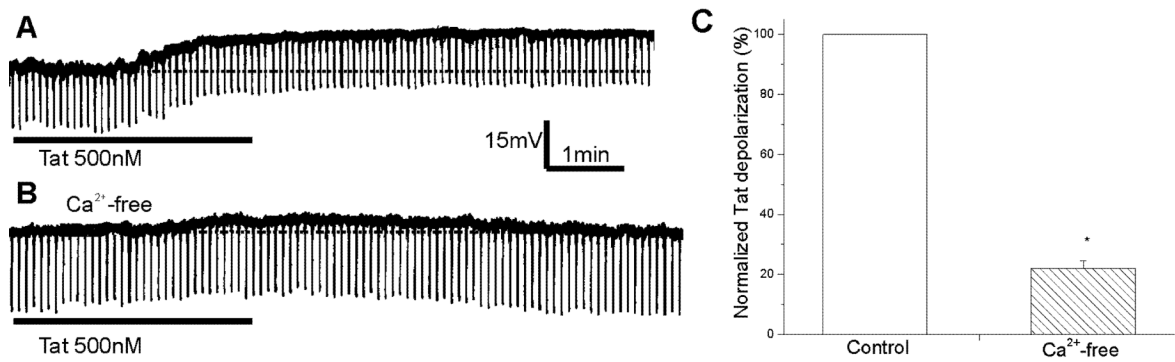 A
Tat 500nM
15mV
1min
B
Ca²⁺-free
Tat 500nM
C
Normalized Tat depolarization (%)
100
80
60
40
20
0
*
Control
Ca²⁺-free